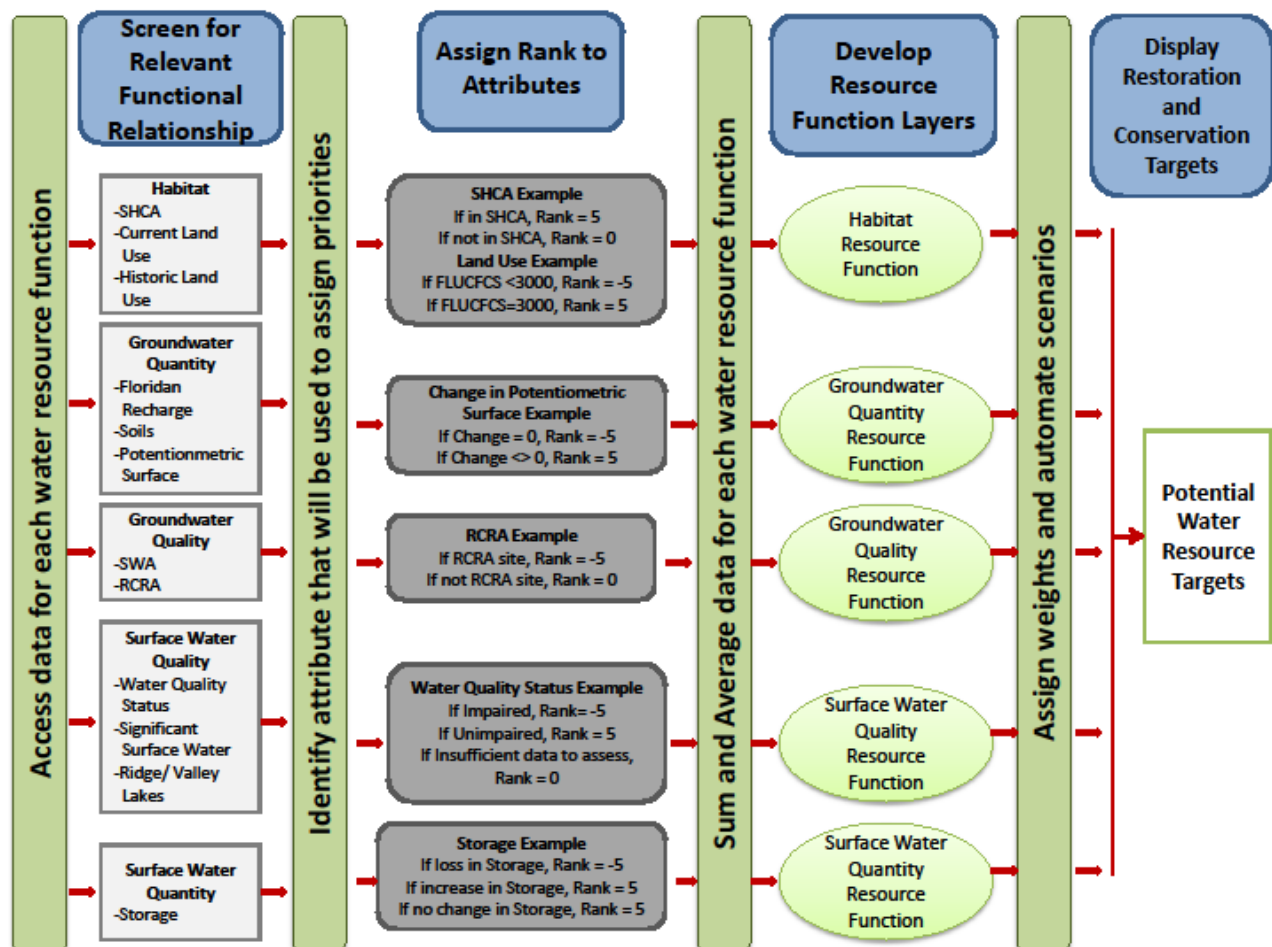 Access data for each water resource function
Screen for
Relevant
Functional
Relationship
Habitat
-SHCA
-Current Land
Use
-Historic Land
Use
Groundwater
Quantity
-Floridan
Recharge
-Soils
-Potentionmetric
Surface
Groundwater
Quality
-SWA
-RCRA
Surface Water
Quality
-Water Quality
Status
-Significant
Surface Water
-Ridge/ Valley
Lakes
Surface Water
Quantity
-Storage
Identify attribute that will be used to assign priorities
Assign Rank to
Attributes
SHCA Example
If in SHCA, Rank = 5
If not in SHCA, Rank = 0
Land Use Example
If FLUCFCS <3000, Rank = -5
If FLUCFCS=3000, Rank = 5
Change in Potentiometric
Surface Example
If Change = 0, Rank = -5
If Change <> 0, Rank = 5
RCRA Example
If RCRA site, Rank = -5
If not RCRA site, Rank = 0
Water Quality Status Example
If Impaired, Rank= -5
If Unimpaired, Rank = 5
If Insufficient data to assess,
Rank = 0
Storage Example
If loss in Storage, Rank = -5
If increase in Storage, Rank = 5
If no change in Storage, Rank = 5
Sum and Average data for each water resource function
Develop
Resource
Function Layers
Habitat
Resource
Function
Groundwater
Quantity
Resource
Function
Groundwater
Quality
Resource
Function
Surface Water
Quality
Resource
Function
Surface Water
Quantity
Resource
Function
Assign weights and automate scenarios
Display
Restoration
and
Conservation
Targets
Potential
Water
Resource
Targets